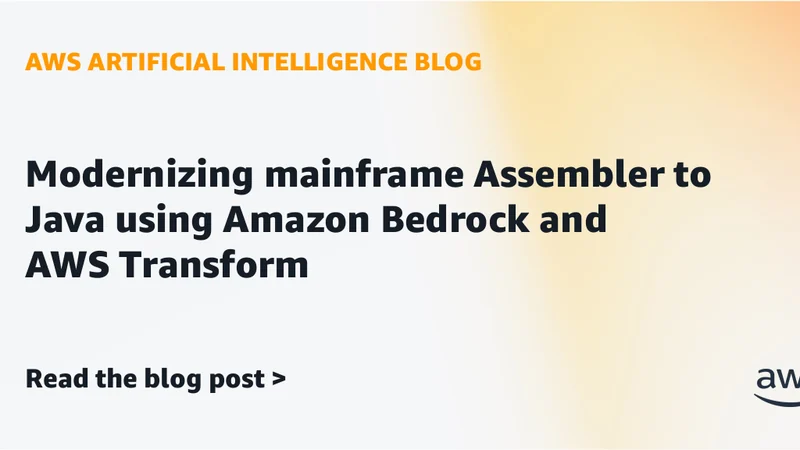 AWS ARTIFICIAL INTELLIGENCE BLOG
Modernizing mainframe Assembler to
Java using Amazon Bedrock and
AWS Transform
Read the blog post >
aw